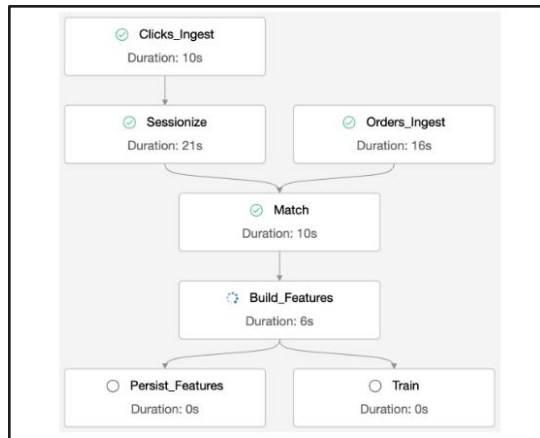 Clicks_Ingest
Duration: 10s
Sessionize
Duration: 21s
Orders_Ingest
Duration: 16s
Match
Duration: 10s
Build_Features
Duration: 6s
Persist_Features
Duration: 0s
Train
Duration: 0s